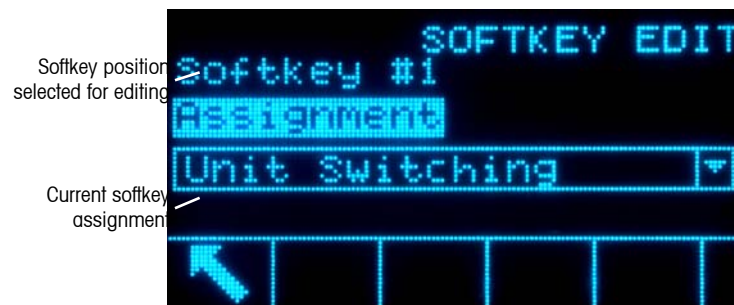 SOFTKEY EDIT
Softkey #1
Softkey position
selected for editing
Assignment
Unit Switching
Current softkey
assignment